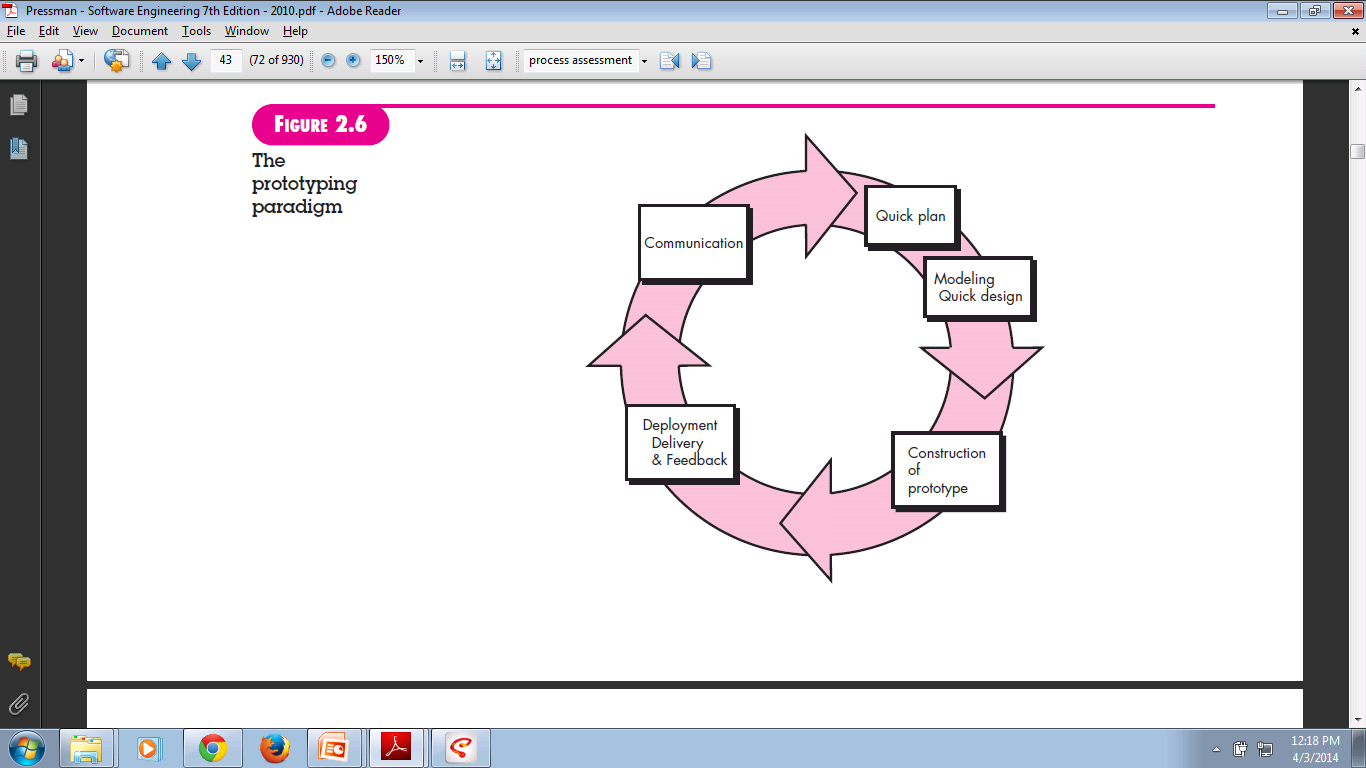 Pressman - Software Engineering 7th Edition - 2010.pdf - Adobe Reader
File Edit View Document Tools Window Help
43 (72 of 930) 150% process assessment
FIGURE 2.6
The
prototyping
paradigm
Communication
Quick plan
Modeling
Quick design
Construction
of
prototype
Deployment
Delivery
& Feedback
12:18 PM
4/3/2014